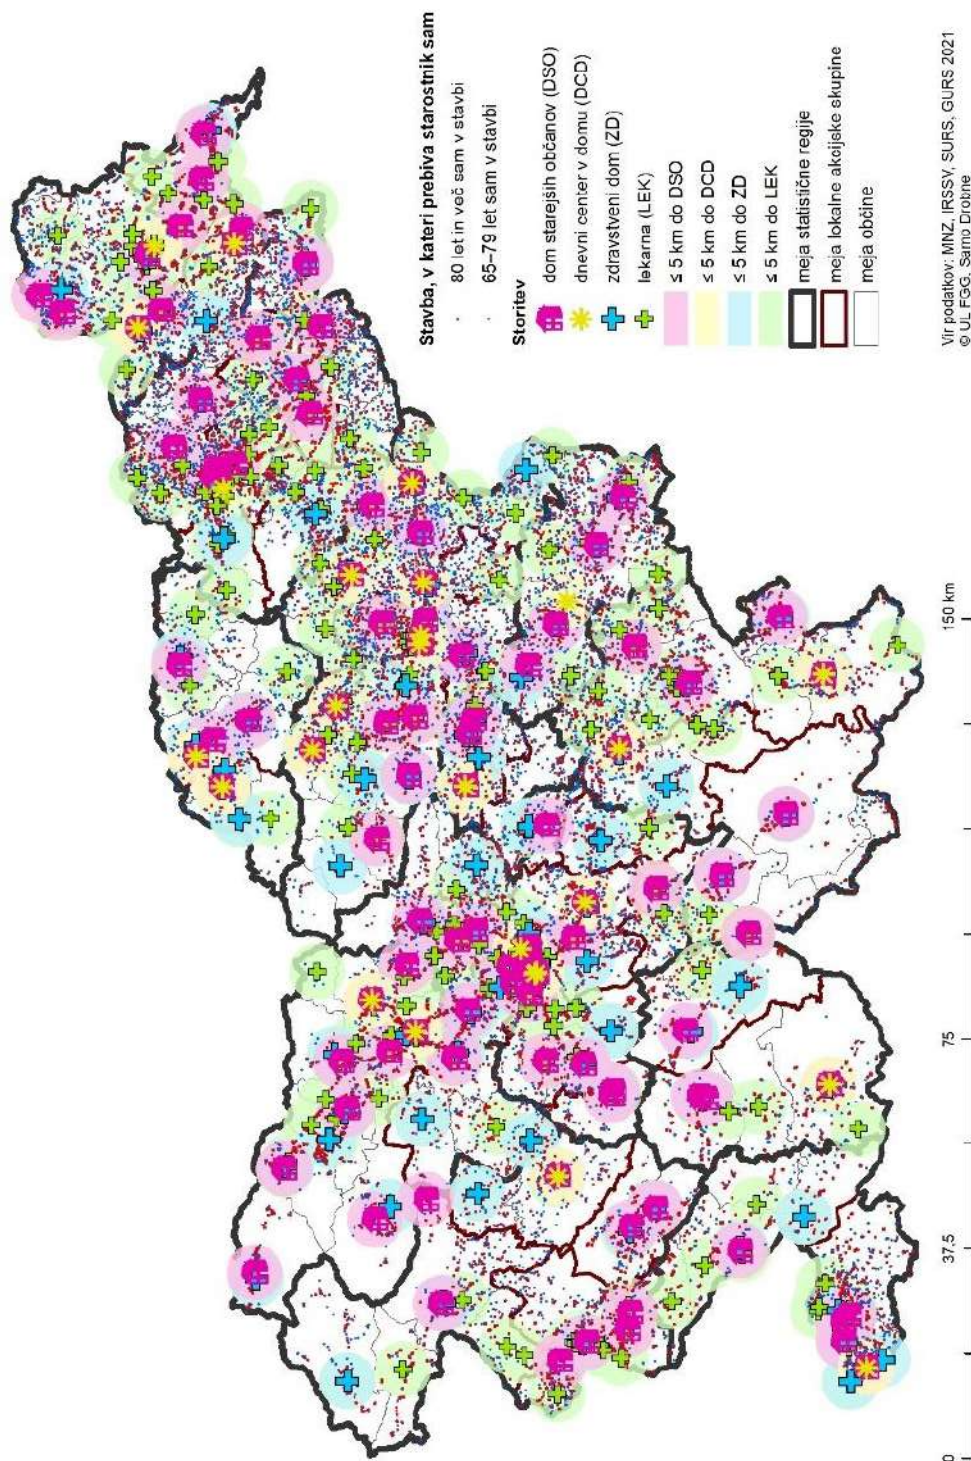 Stavba, v kateri prebiva starostnik sam
80 let in več sam v stavbi
65–79 let sam v stavbi
Storitev
dom starejših občanov (DSO)
dnevni center v domu (DCD)
zdravstveni dom (ZD)
lekarna (LEK)
≤ 5 km do DSO
≤ 5 km do DCD
≤ 5 km do ZD
≤ 5 km do LEK
meja statistične regije
meja lokalne akcijske skupine
meja občine
Vir podatkov: MNZ, IRSSV, SURS, GURS 2021
© UL FGG, Samo Drobne
0 37.5 75 150 km